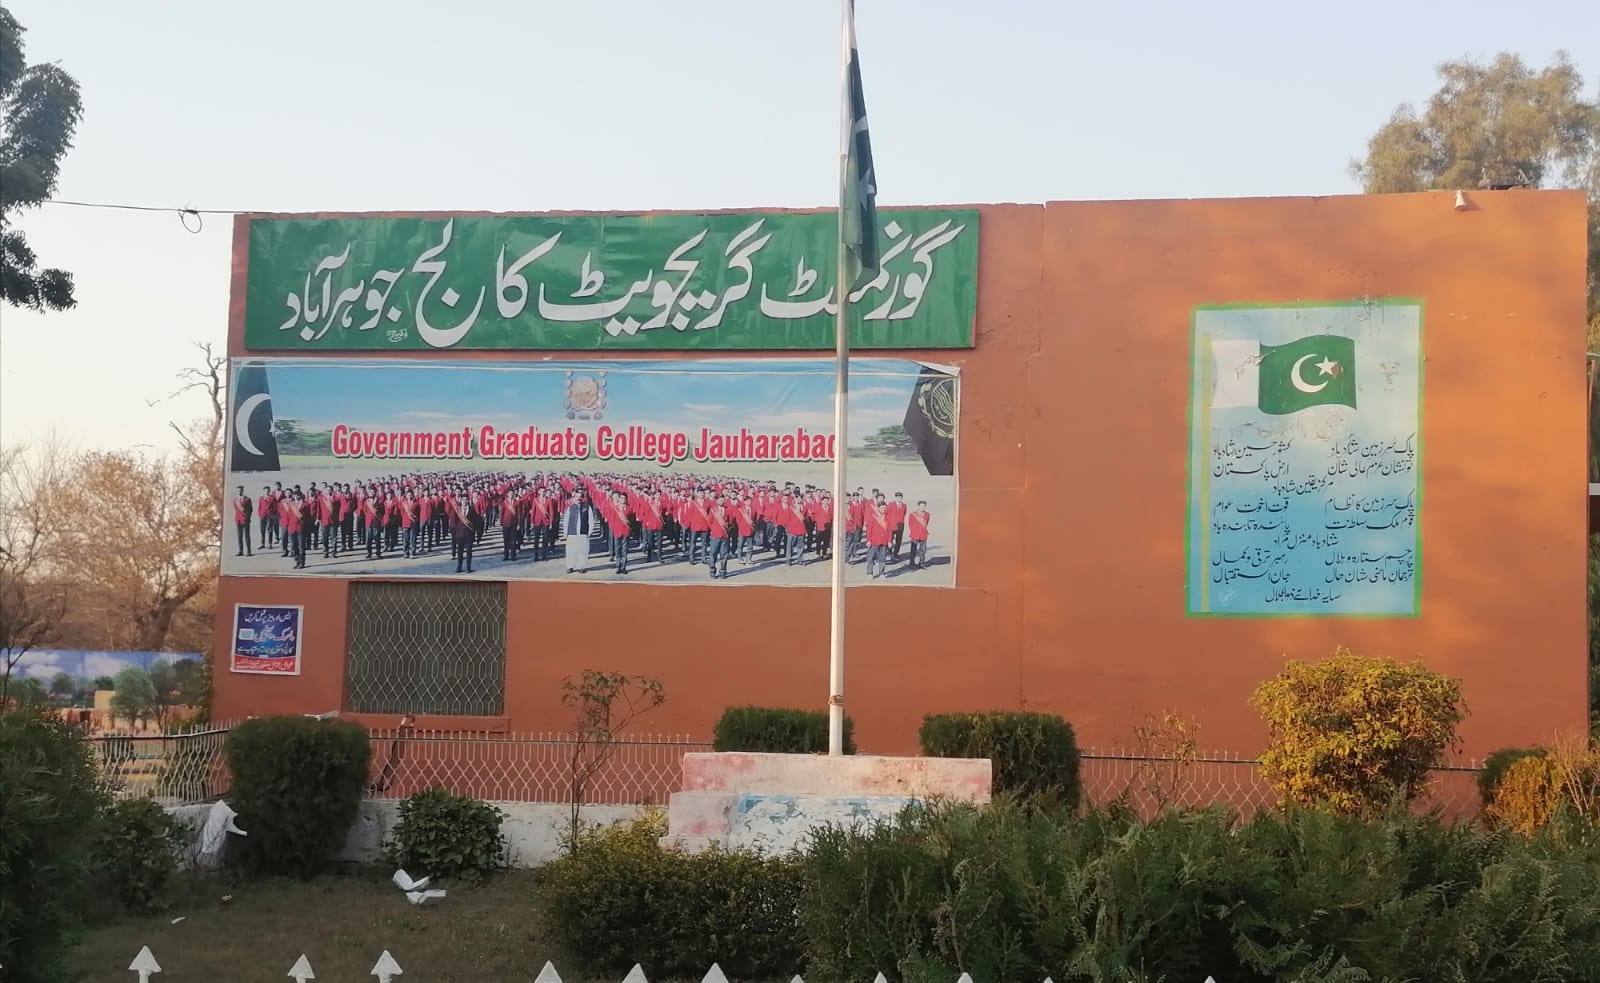 گورنمنٹ گریجویٹ کالج جوہرآباد
Government Graduate College Jauharabad
پاک سرزمین شاد باد کشور حسین شاد باد
تو نشان عزم عالی شان ارض پاکستان
مرکز یقین شاد باد
پاک سرزمین کا نظام قوت اخوت عوام
قوم ملک سلطنت پائندہ تابندہ باد
شاد باد منزل مراد
پرچم ستارہ و ہلال رہبر ترقی و کمال
ترجمان ماضی شان حال جان استقبال
سایہ خدائے ذوالجلال